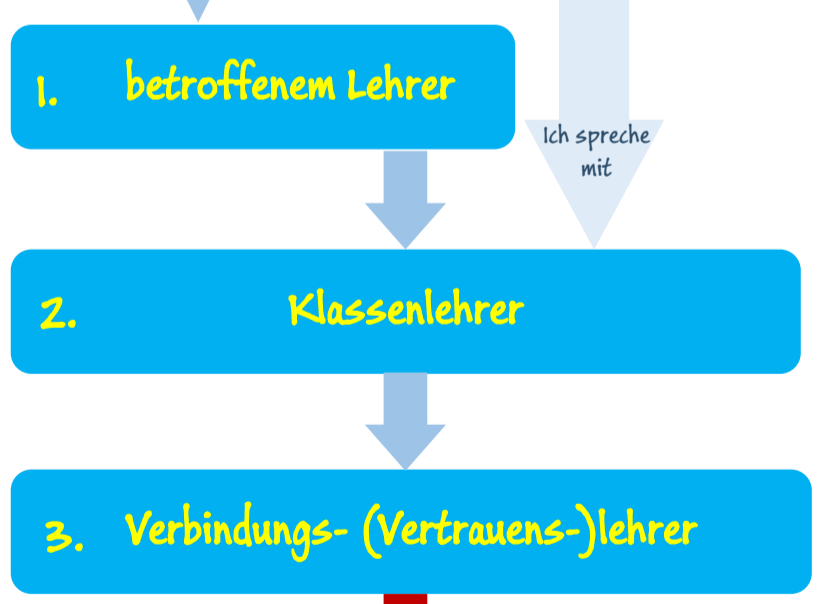 1. betroffenem Lehrer
Ich spreche
mit
2. Klassenlehrer
3. Verbindungs- (Vertrauens-)lehrer